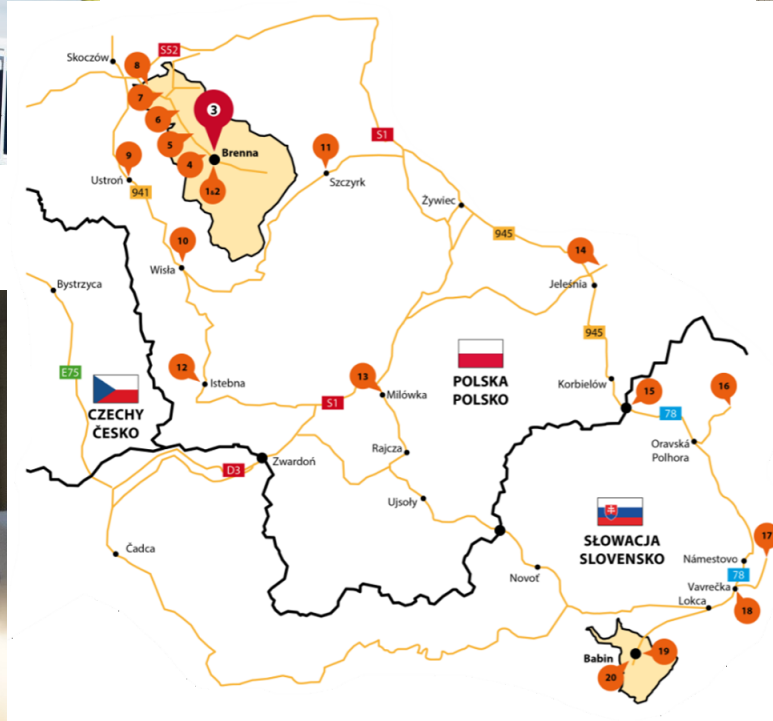 S52
Skoczów
8
7
3
6
S1
5
11
9
Brenna
4
Ustroń
Szczyrk
1&2
941
Żywiec
945
10
14
Wisła
Bystrzyca
Jeleśnia
945
E75
12
13
Istebna
POLSKA
POLSKO
Korbielów
15
16
CZECHY
ČESKO
S1
Milówka
78
Oravská
Polhora
Rajcza
Zwardoń
D3
Ujsoły
SŁOWACJA
SLOVENSKO
17
Čadca
Námestovo
Novoť
78
Vavrečka
Lokca
18
Babin
19
20